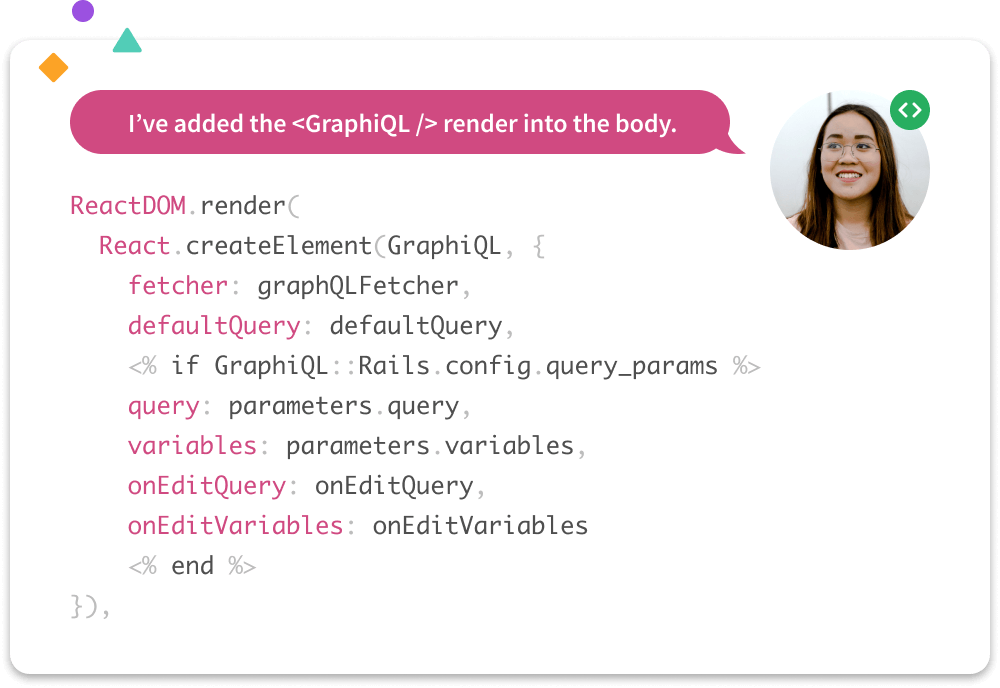 I’ve added the <GraphiQL /> render into the body.
<>
ReactDOM.render(
  React.createElement(GraphiQL, {
    fetcher: graphQLFetcher,
    defaultQuery: defaultQuery,
    <% if GraphiQL::Rails.config.query_params %>
    query: parameters.query,
    variables: parameters.variables,
    onEditQuery: onEditQuery,
    onEditVariables: onEditVariables
    <% end %>
}),